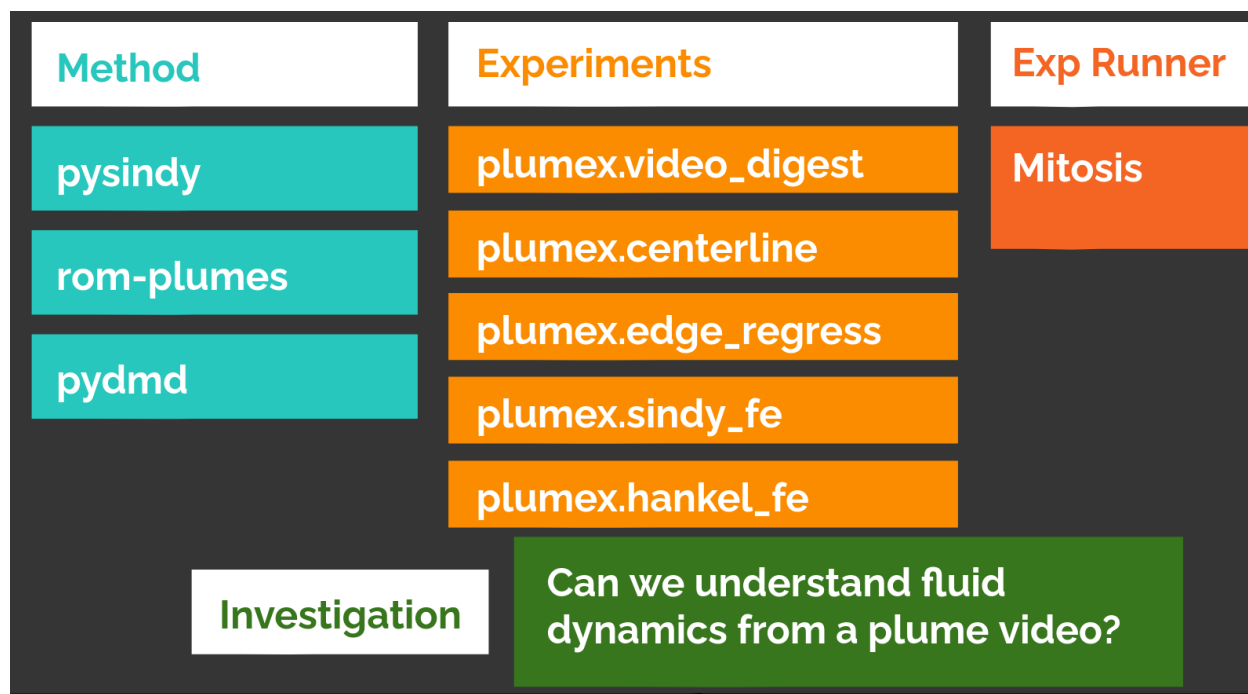 Method
pysindy
rom-plumes
pydmd
Experiments
plumex.video_digest
plumex.centerline
plumex.edge_regress
plumex.sindy_fe
plumex.hankel_fe
Exp Runner
Mitosis
Investigation
Can we understand fluid
dynamics from a plume video?